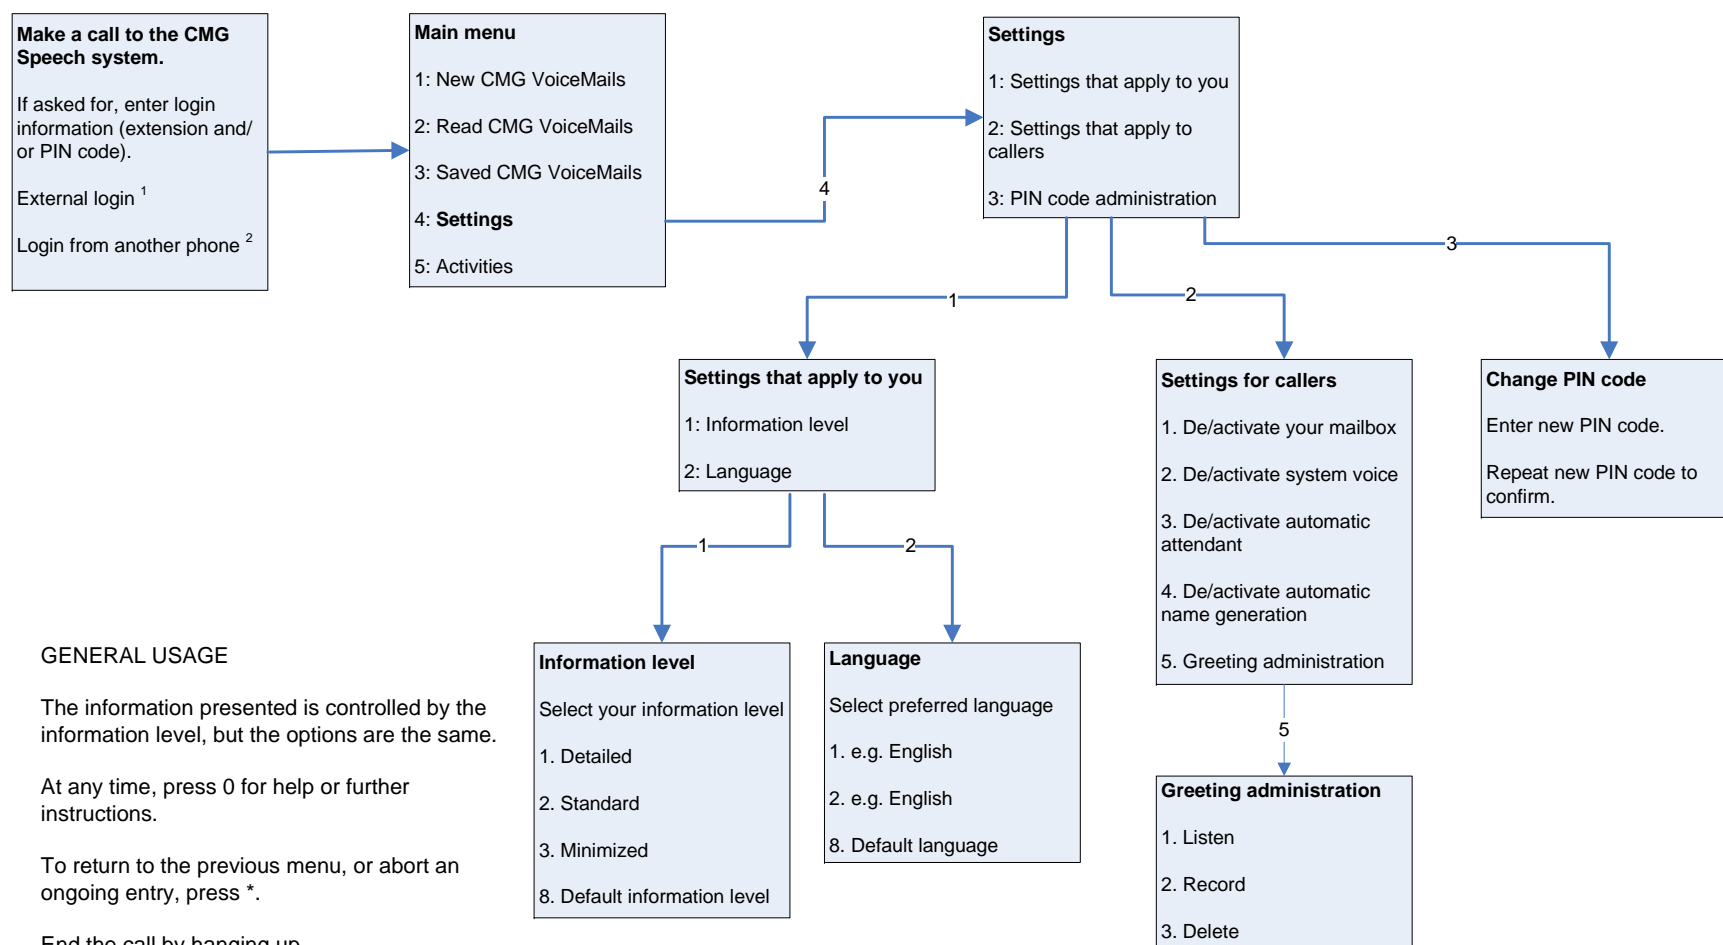 Make a call to the CMG
Speech system.
If asked for, enter login
information (extension and/
or PIN code).
External login 1
Login from another phone 2
Main menu
1: New CMG VoiceMails
2: Read CMG VoiceMails
3: Saved CMG VoiceMails
4: Settings
5: Activities
4
Settings
1: Settings that apply to you
2: Settings that apply to
callers
3: PIN code administration
1
2
3
Settings that apply to you
1: Information level
2: Language
Settings for callers
1. De/activate your mailbox
2. De/activate system voice
3. De/activate automatic
attendant
4. De/activate automatic
name generation
5. Greeting administration
Change PIN code
Enter new PIN code.
Repeat new PIN code to
confirm.
1
2
Information level
Select your information level
1. Detailed
2. Standard
3. Minimized
8. Default information level
Language
Select preferred language
1. e.g. English
2. e.g. English
8. Default language
5
Greeting administration
1. Listen
2. Record
3. Delete
GENERAL USAGE
The information presented is controlled by the
information level, but the options are the same.
At any time, press 0 for help or further
instructions.
To return to the previous menu, or abort an
ongoing entry, press *.
End the call by hanging up